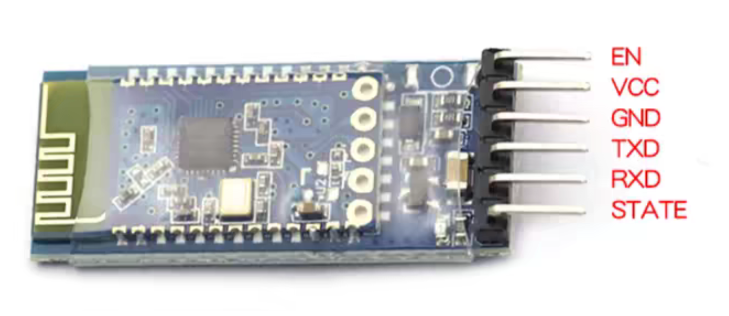 EN
VCC
GND
TXD
RXD
STATE